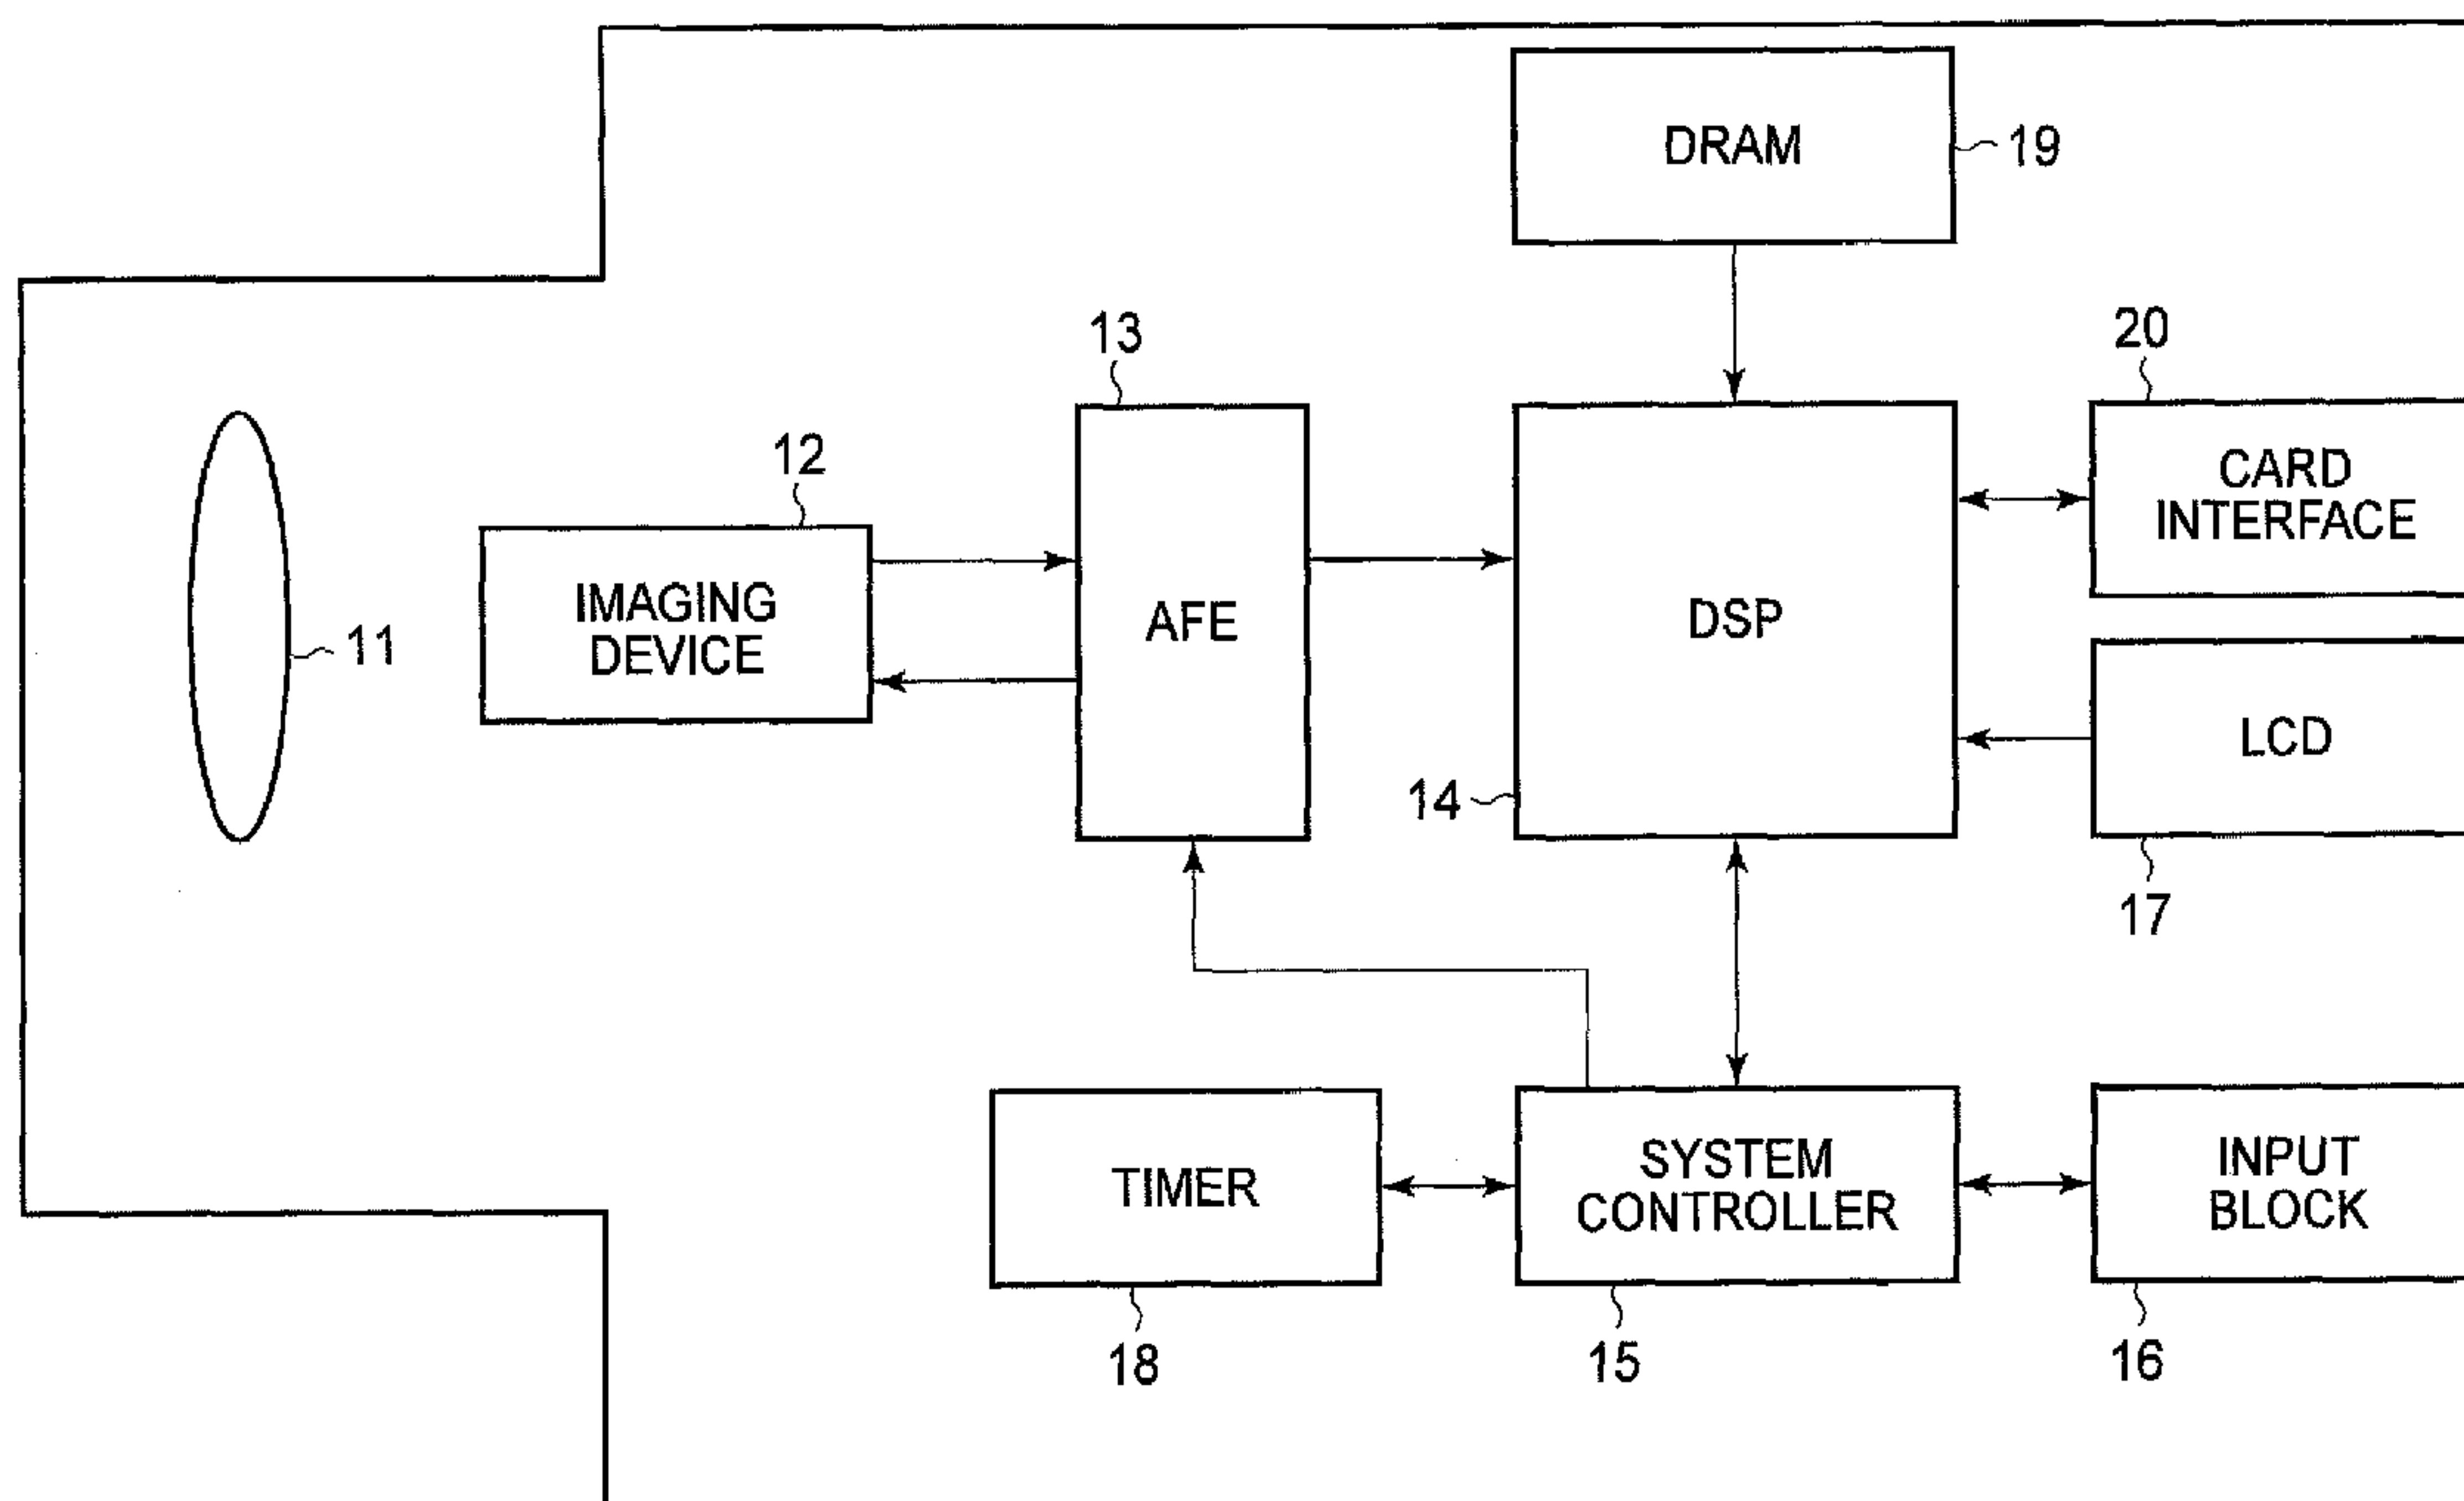 DRAM
19
13
20
12
CARD
INTERFACE
IMAGING
DEVICE
11
AFE
DSP
14
LCD
17
TIMER
SYSTEM
CONTROLLER
INPUT
BLOCK
18
15
16